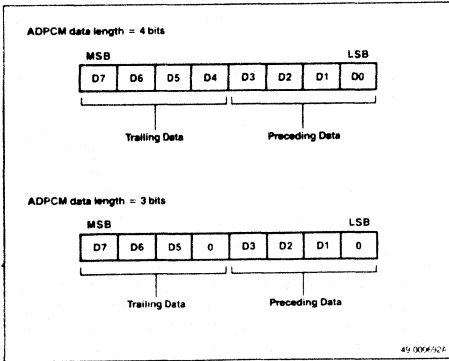 ADPCM data length = 4 bits
MSB LSB
D7 D6 D5 D4 D3 D2 D1 D0
Trailing Data Preceding Data
ADPCM data length = 3 bits
MSB LSB
D7 D6 D5 0 D3 D2 D1 0
Trailing Data Preceding Data